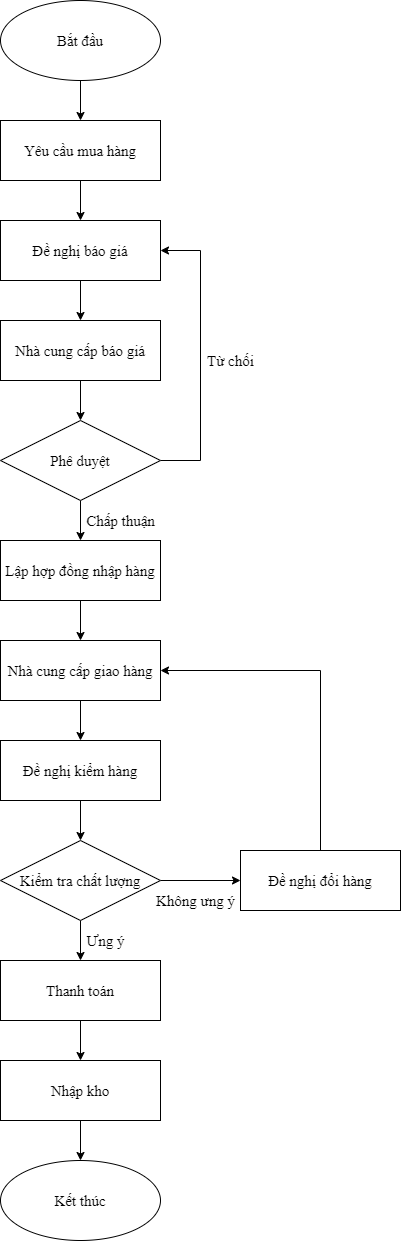 Bắt đầu
Yêu cầu mua hàng
Đề nghị báo giá
Nhà cung cấp báo giá
Từ chối
Phê duyệt
Chấp thuận
Lập hợp đồng nhập hàng
Nhà cung cấp giao hàng
Đề nghị kiểm hàng
Kiểm tra chất lượng
Không ưng ý
Đề nghị đổi hàng
Ưng ý
Thanh toán
Nhập kho
Kết thúc